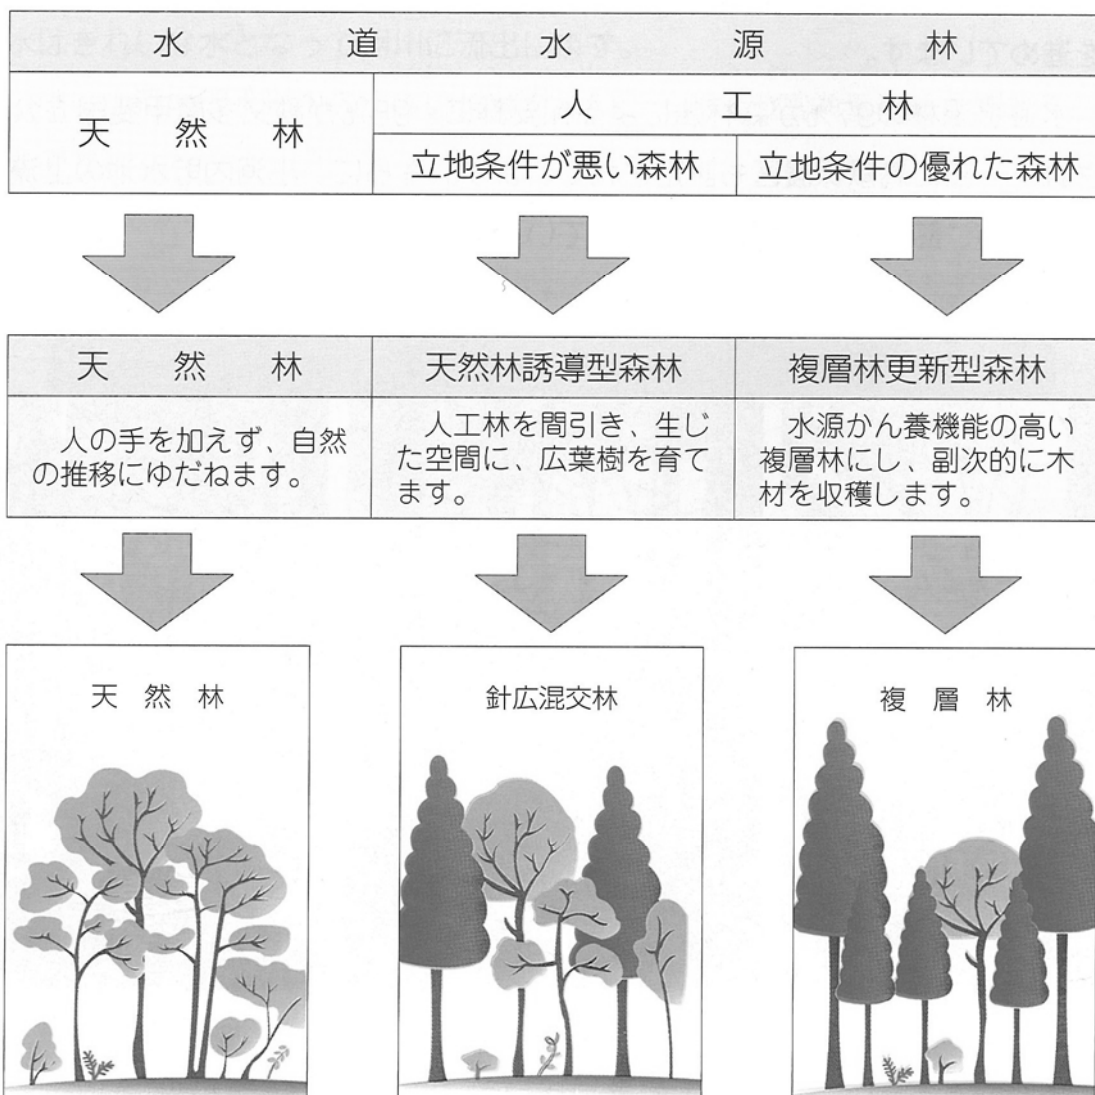 水道水源林
天然林
人工林
立地条件が悪い森林
立地条件の優れた森林
天然林
天然林誘導型森林
複層林更新型森林
人の手を加えず、自然
の推移にゆだねます。
人工林を間引き、生じ
た空間に、広葉樹を育て
ます。
水源かん養機能の高い
複層林にし、副次的に木
材を収穫します。
天然林
針広混交林
複層林